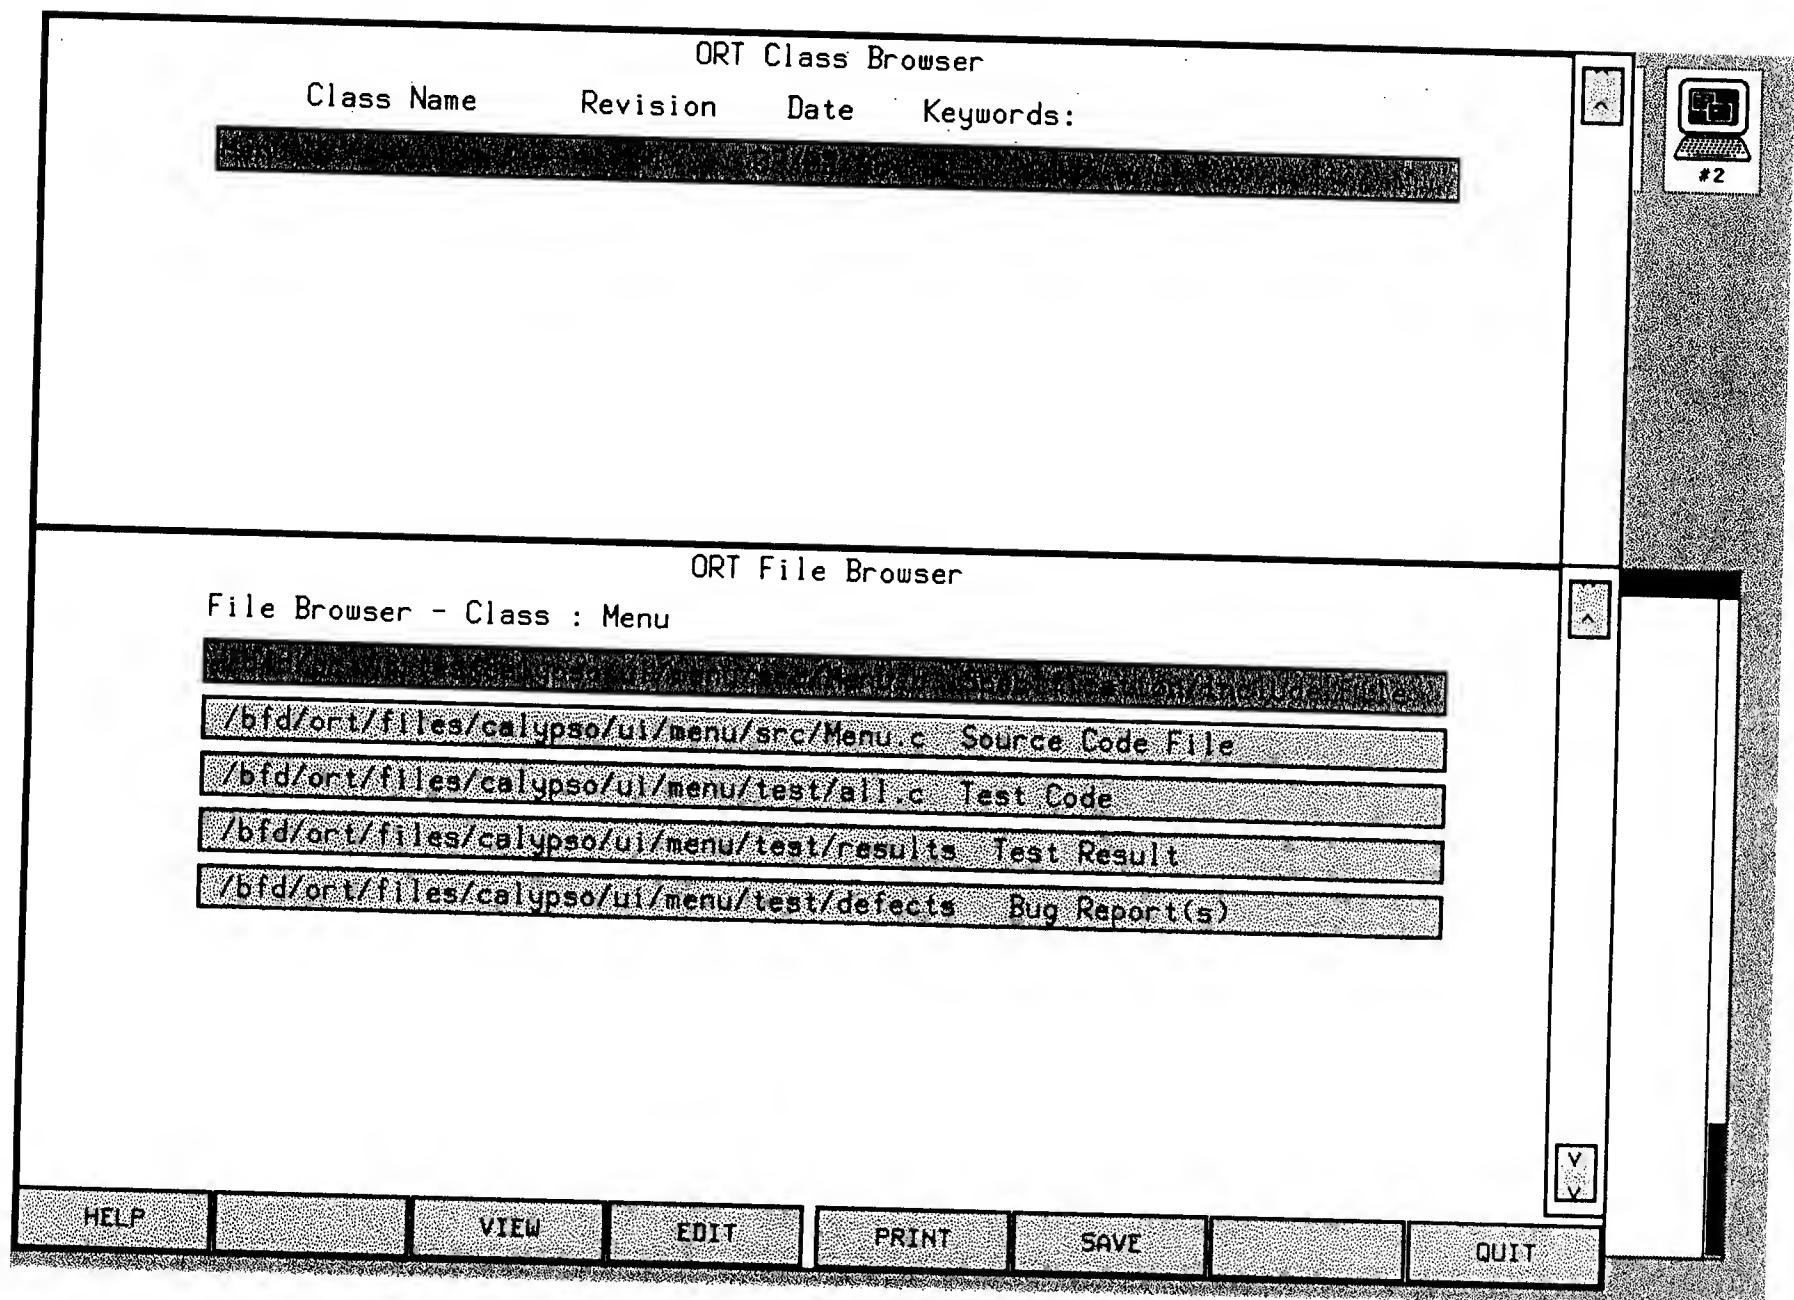 ORT Class Browser
Class Name Revision Date Keywords:
#2
ORT File Browser
File Browser - Class : Menu
/bfd/ort/files/calypso/ui/menu/src/Menu.c Source Code File
/bfd/ort/files/calypso/ui/menu/test/all.c Test Code
/bfd/ort/files/calypso/ui/menu/test/results Test Result
/bfd/ort/files/calypso/ui/menu/test/defects Bug Report(s)
HELP VIEW EDIT PRINT SAVE QUIT